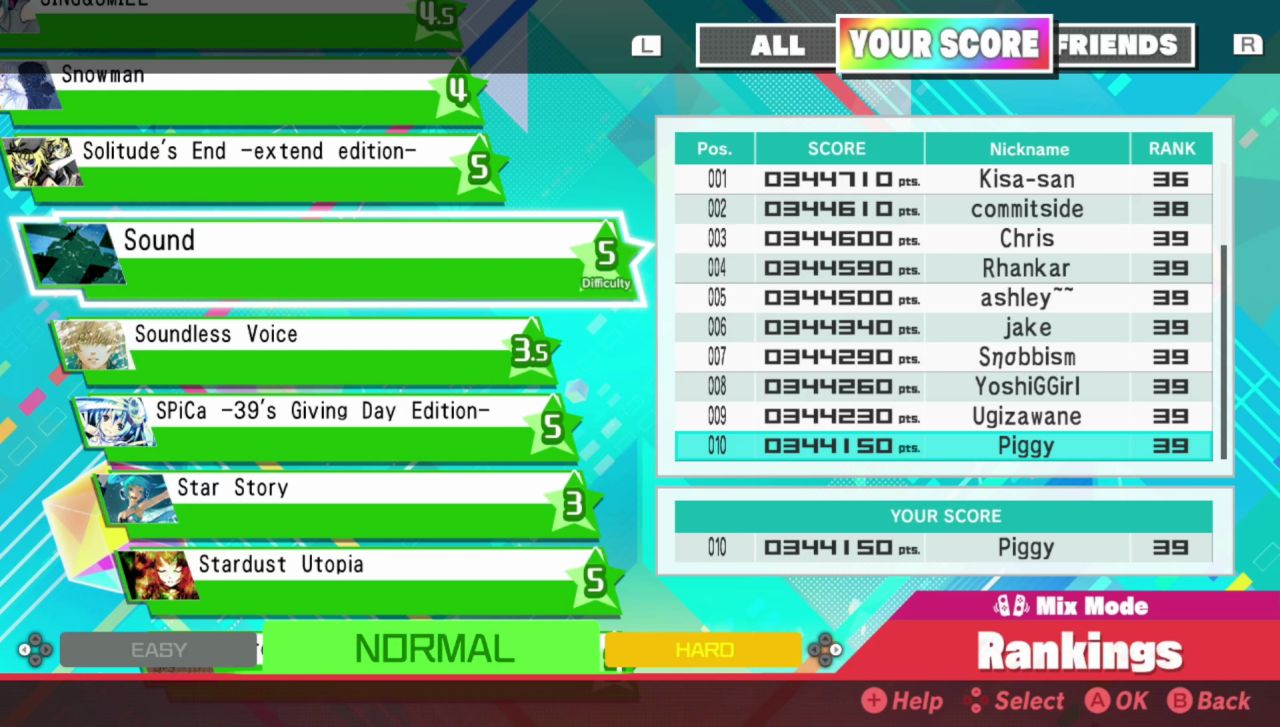 SING&SMILE
4.5
Snowman
4
Solitude's End -extend edition-
5
Sound
5
Difficulty
Soundless Voice
3.5
SPiCa -39's Giving Day Edition-
5
Star Story
3
Stardust Utopia
5
EASY
NORMAL
HARD
L
ALL
YOUR SCORE
FRIENDS
R
Pos. SCORE Nickname RANK
001 0344710 pts. Kisa-san 36
002 0344610 pts. commitside 38
003 0344600 pts. Chris 39
004 0344590 pts. Rhankar 39
005 0344500 pts. ashley~~ 39
006 0344340 pts. jake 39
007 0344290 pts. Sησbbism 39
008 0344260 pts. YoshiGGirl 39
009 0344230 pts. Ugizawane 39
010 0344150 pts. Piggy 39
YOUR SCORE
010 0344150 pts. Piggy 39
Mix Mode
Rankings
+ Help Select A OK B Back